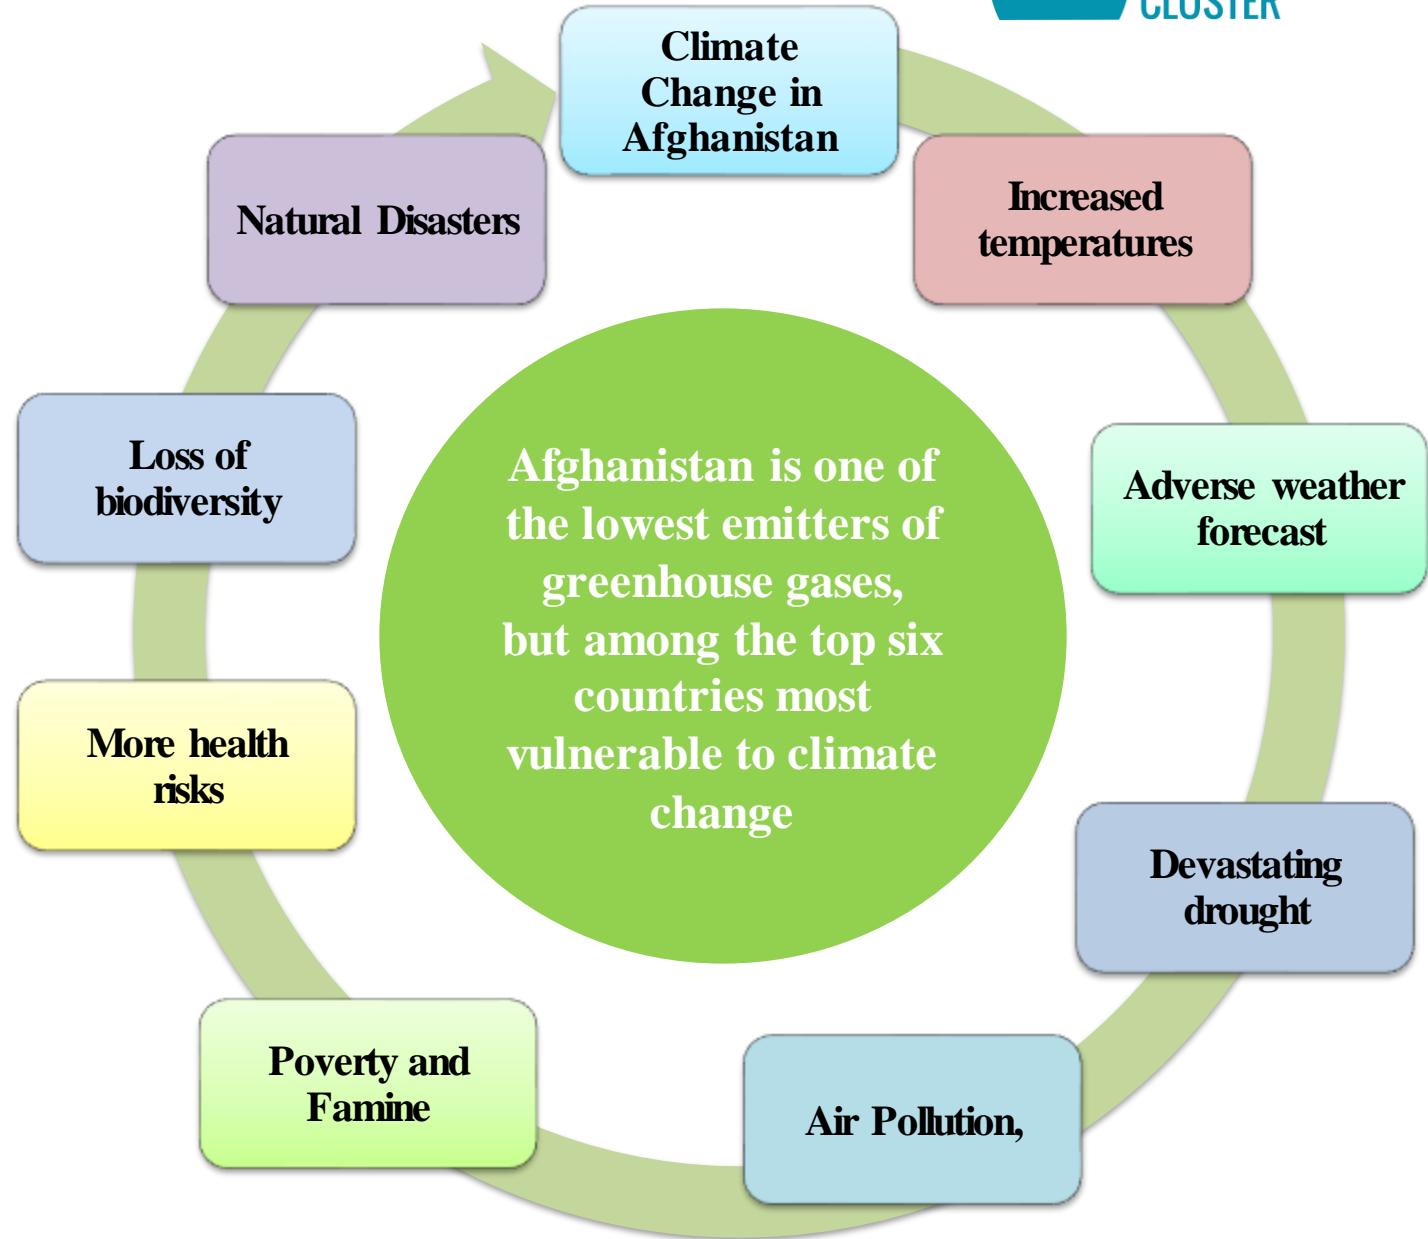 CLUSTER
Climate
Change in
Afghanistan
Increased
temperatures
Adverse weather
forecast
Devastating
drought
Air Pollution,
Poverty and
Famine
More health
risks
Loss of
biodiversity
Natural Disasters
Afghanistan is one of
the lowest emitters of
greenhouse gases,
but among the top six
countries most
vulnerable to climate
change